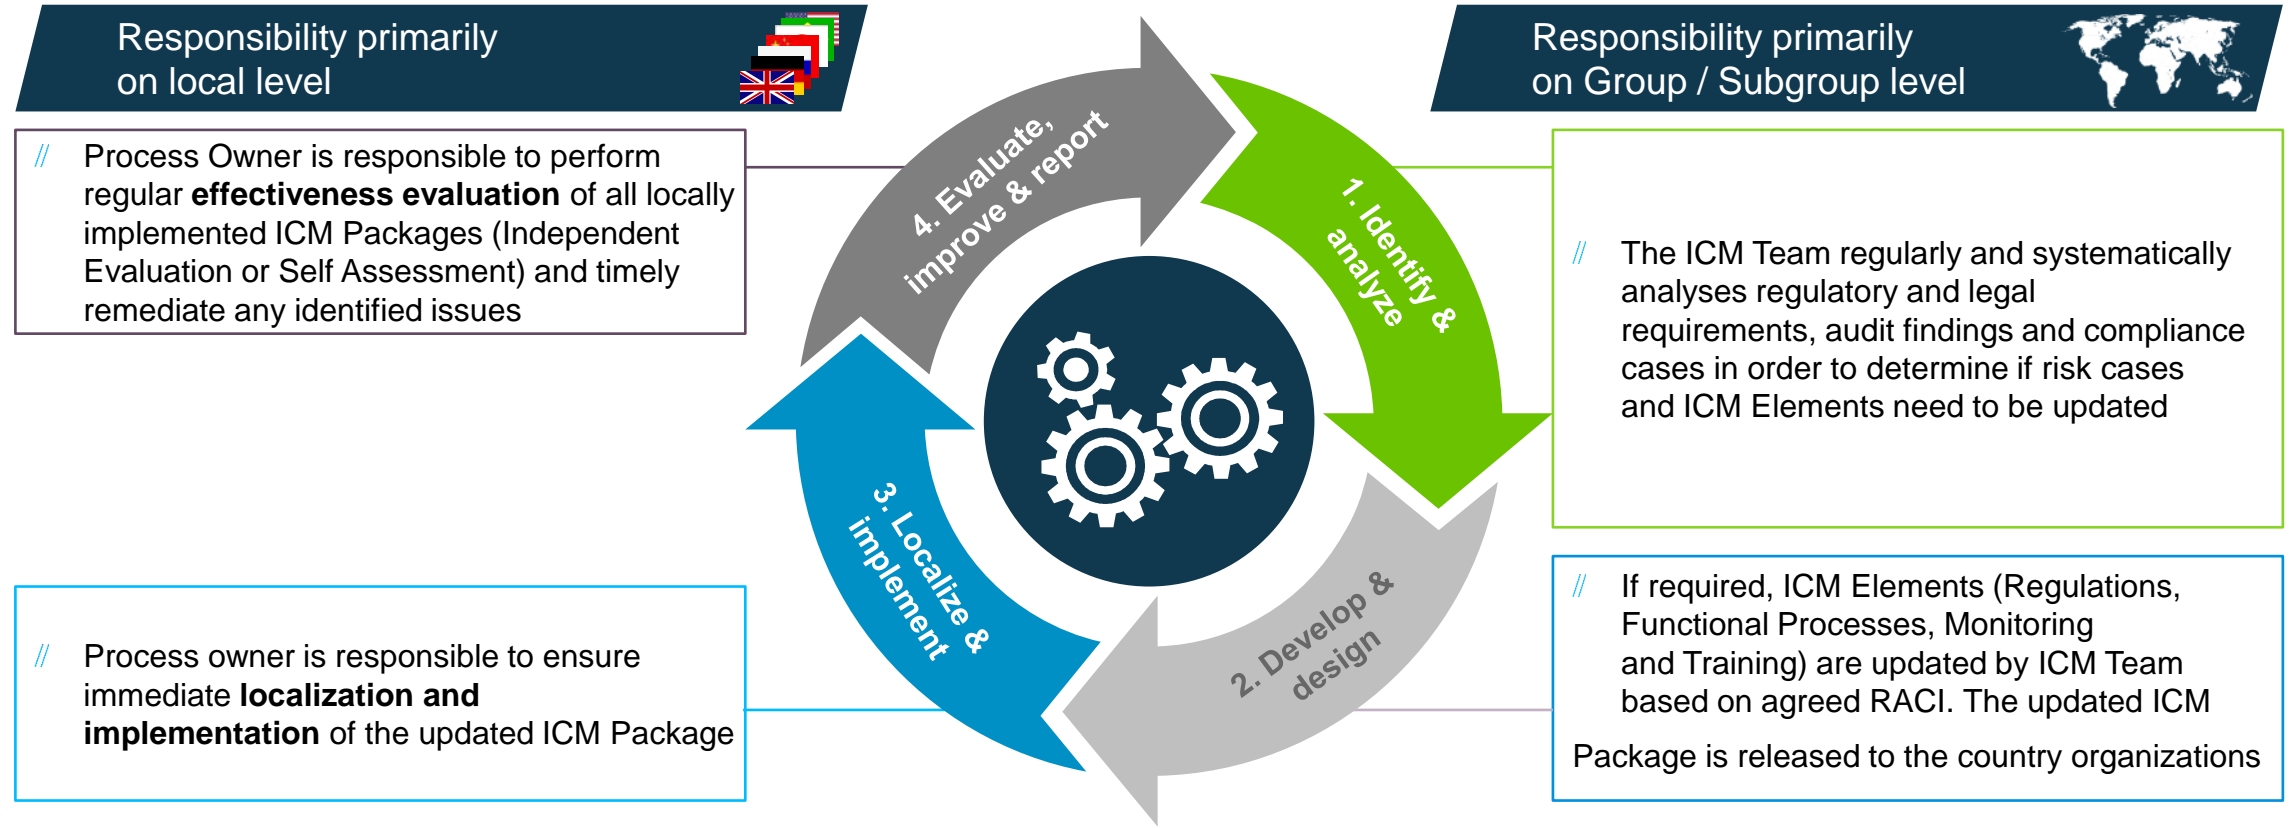 Responsibility primarily
on local level
Responsibility primarily
on Group / Subgroup level
// Process Owner is responsible to perform
regular effectiveness evaluation of all locally
implemented ICM Packages (Independent
Evaluation or Self Assessment) and timely
remediate any identified issues
4. Evaluate,
improve & report
1. Identify &
analyze
// The ICM Team regularly and systematically
analyses regulatory and legal
requirements, audit findings and compliance
cases in order to determine if risk cases
and ICM Elements need to be updated
// Process owner is responsible to ensure
immediate localization and
implementation of the updated ICM Package
3. Localize &
implement
2. Develop &
design
// If required, ICM Elements (Regulations,
Functional Processes, Monitoring
and Training) are updated by ICM Team
based on agreed RACI. The updated ICM
Package is released to the country organizations